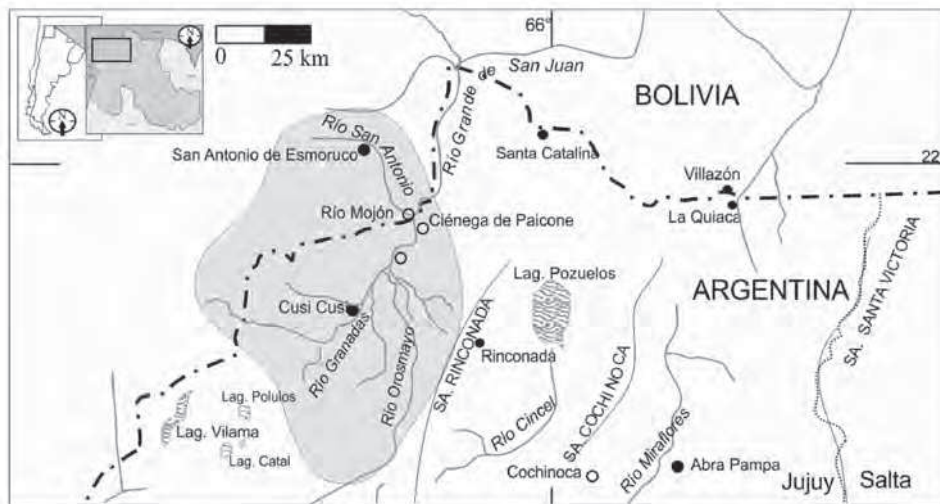 N
N
25 km
66°
San Juan
Río Grande de
BOLIVIA
Río San Antonio
San Antonio de Esmoruco
Santa Catalina
22
Villazón
La Quiaca
Río Mojón
Ciénega de Paicone
Lag. Pozuelos
ARGENTINA
SA. SANTA VICTORIA
Cusi Cusi
Río Granadas
Río Orosmayo
SA. RINCONADA
Rinconada
SA. COCHINOCA
Lag. Polulos
Lag. Vilama
Lag. Catal
Río Cincel
Río Miraflores
Cochinoca
Abra Pampa
Jujuy
Salta